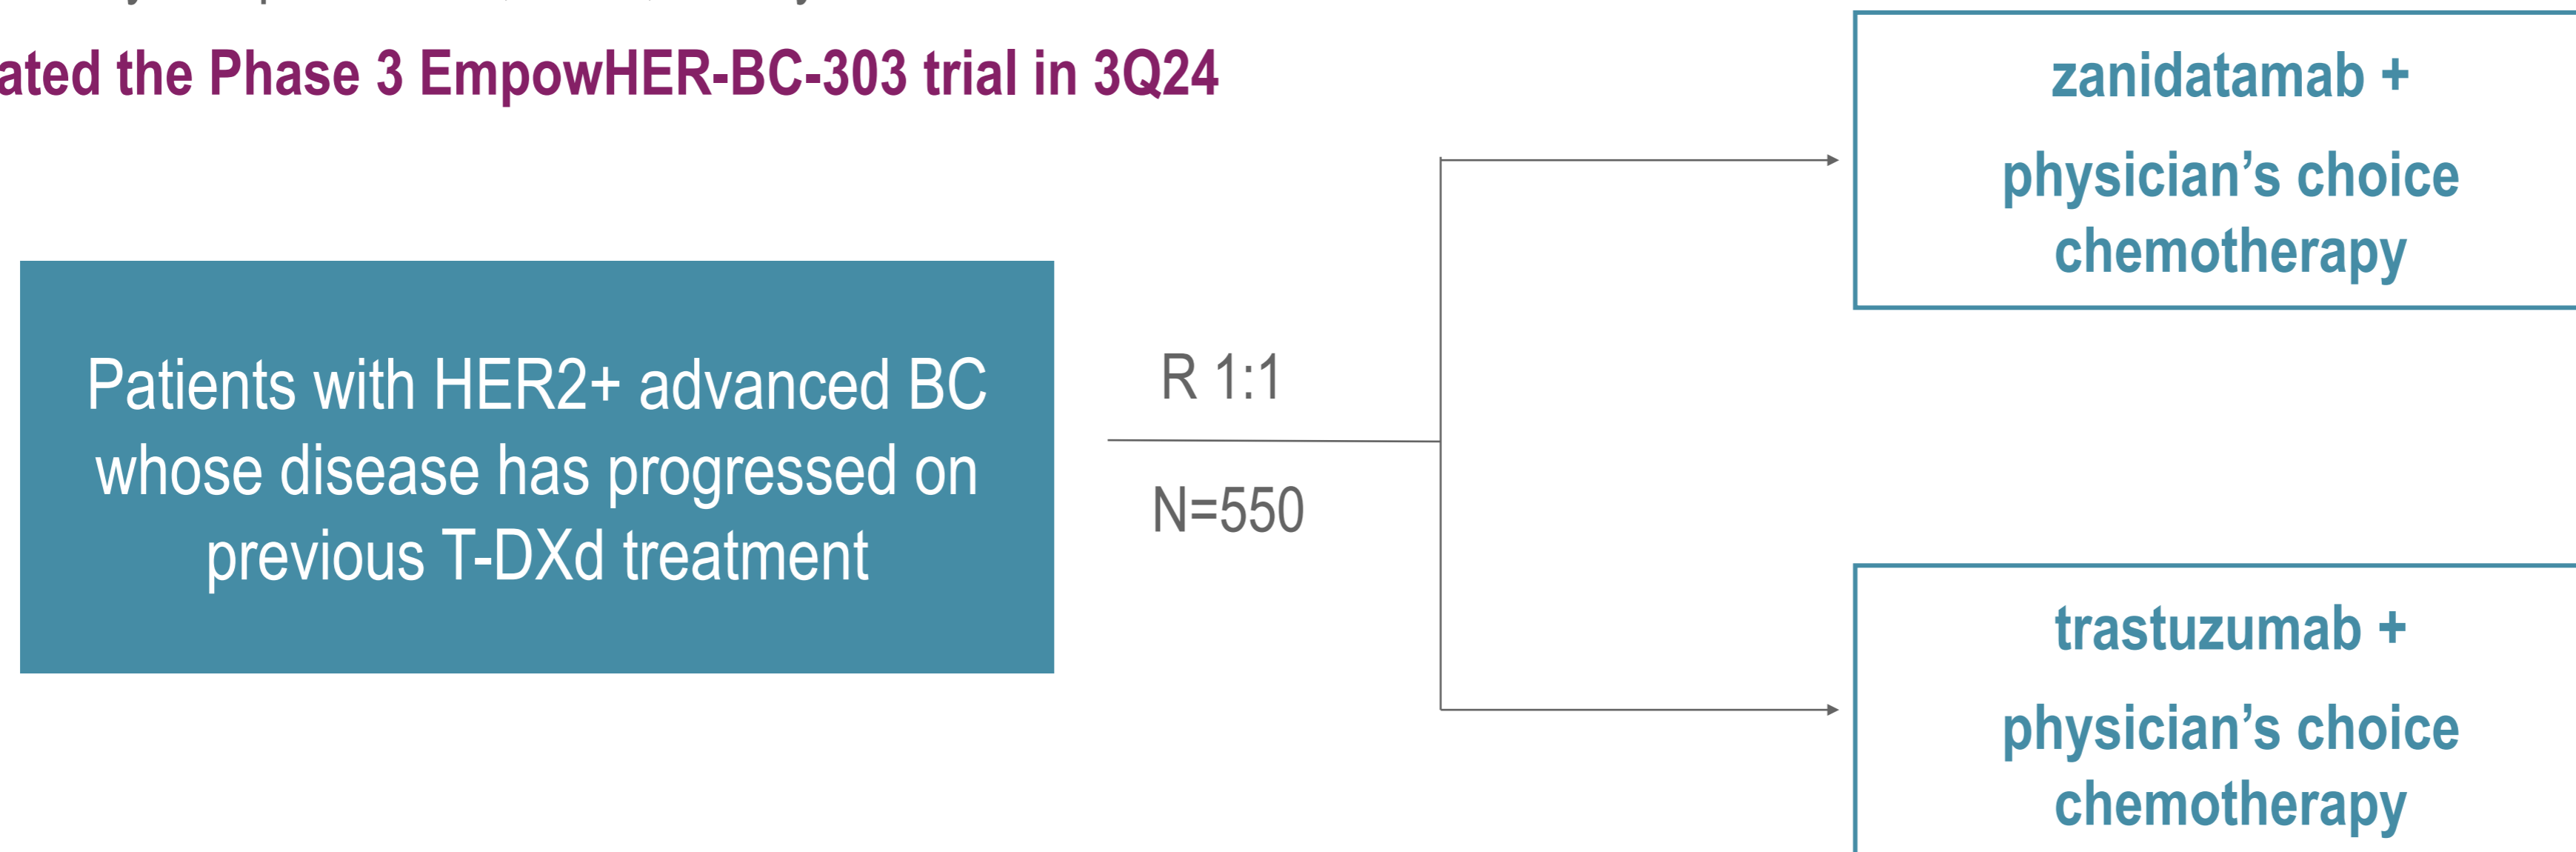 ated the Phase 3 EmpowHER-BC-303 trial in 3Q24
zanidatamab +
physician’s choice
chemotherapy
Patients with HER2+ advanced BC
whose disease has progressed on
previous T-DXd treatment
R 1:1
N=550
trastuzumab +
physician’s choice
chemotherapy